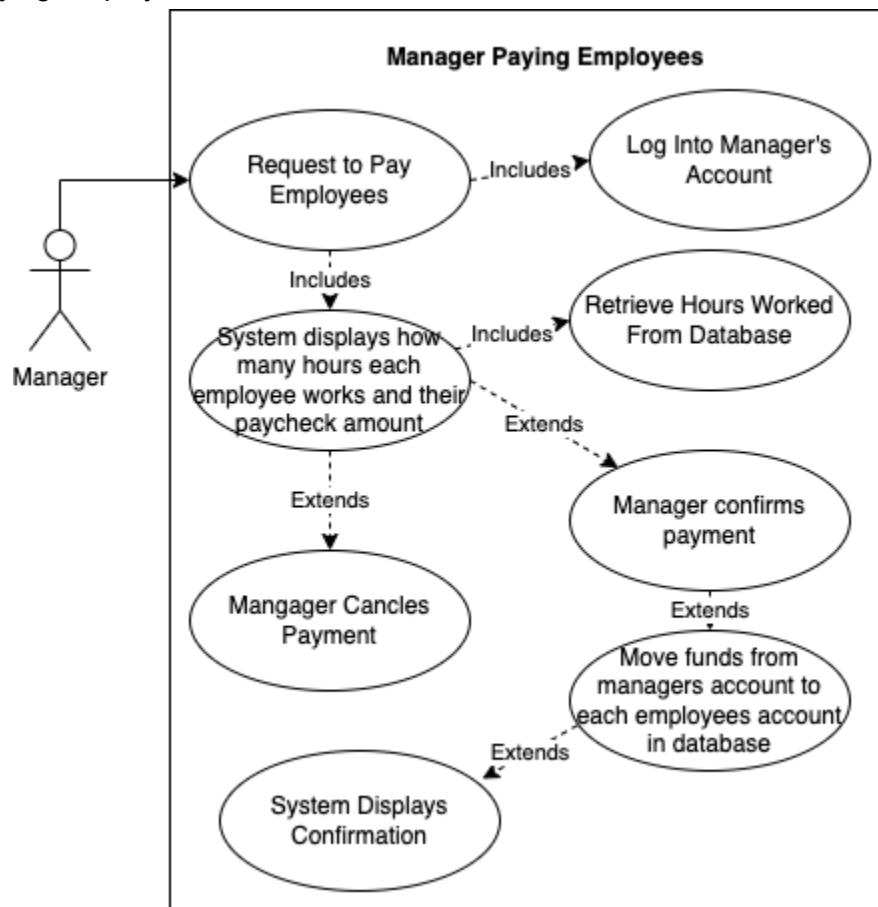 Manager Paying Employees
Request to Pay
Employees
Includes
Log Into Manager's
Account
Includes
Manager
System displays how
many hours each
employee works and their
paycheck amount
Includes
Retrieve Hours Worked
From Database
Extends
Extends
Manager confirms
payment
Mangager Cancles
Payment
Extends
Move funds from
managers account to
each employees account
in database
Extends
System Displays
Confirmation